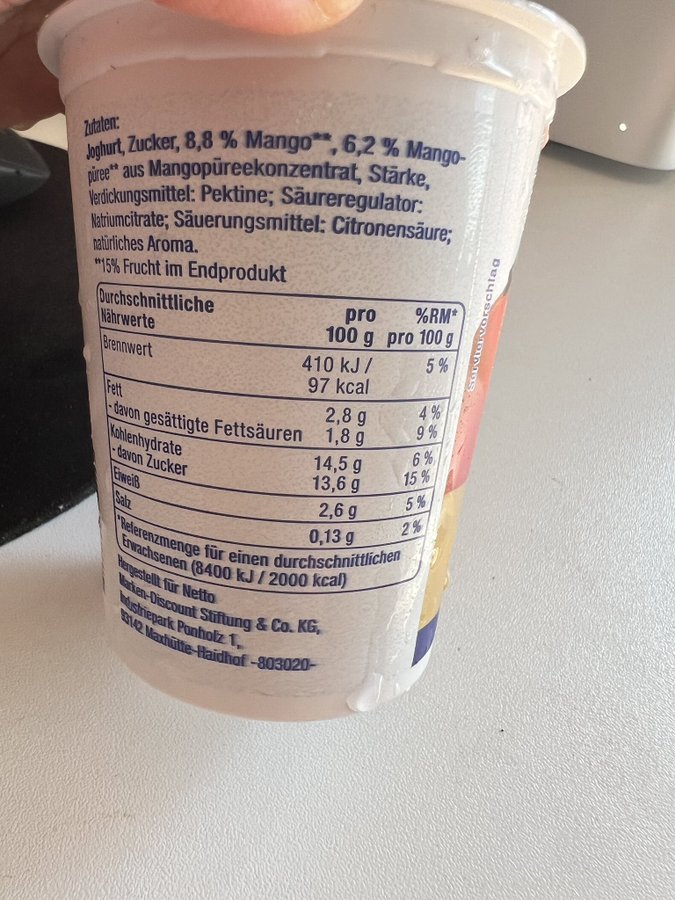 Zutaten:
Joghurt, Zucker, 8,8 % Mango**, 6,2 % Mango-
püree** aus Mangopüreekonzentrat, Stärke,
Verdickungsmittel: Pektine; Säureregulator:
Natriumcitrate; Säuerungsmittel: Citronensäure;
natürliches Aroma.
**15% Frucht im Endprodukt
Durchschnittliche Nährwerte pro 100 g %RM* pro 100 g
Brennwert 410 kJ / 97 kcal 5 %
Fett 2,8 g 4 %
- davon gesättigte Fettsäuren 1,8 g 9 %
Kohlenhydrate 14,5 g 6 %
- davon Zucker 13,6 g 15 %
Eiweiß 2,6 g 5 %
Salz 0,13 g 2 %
*Referenzmenge für einen durchschnittlichen
Erwachsenen (8400 kJ / 2000 kcal)
Hergestellt für Netto
Marken-Discount Stiftung & Co. KG,
Industriepark Ponholz 1,
93142 Maxhütte-Haidhof -803020-
Serviervorschlag